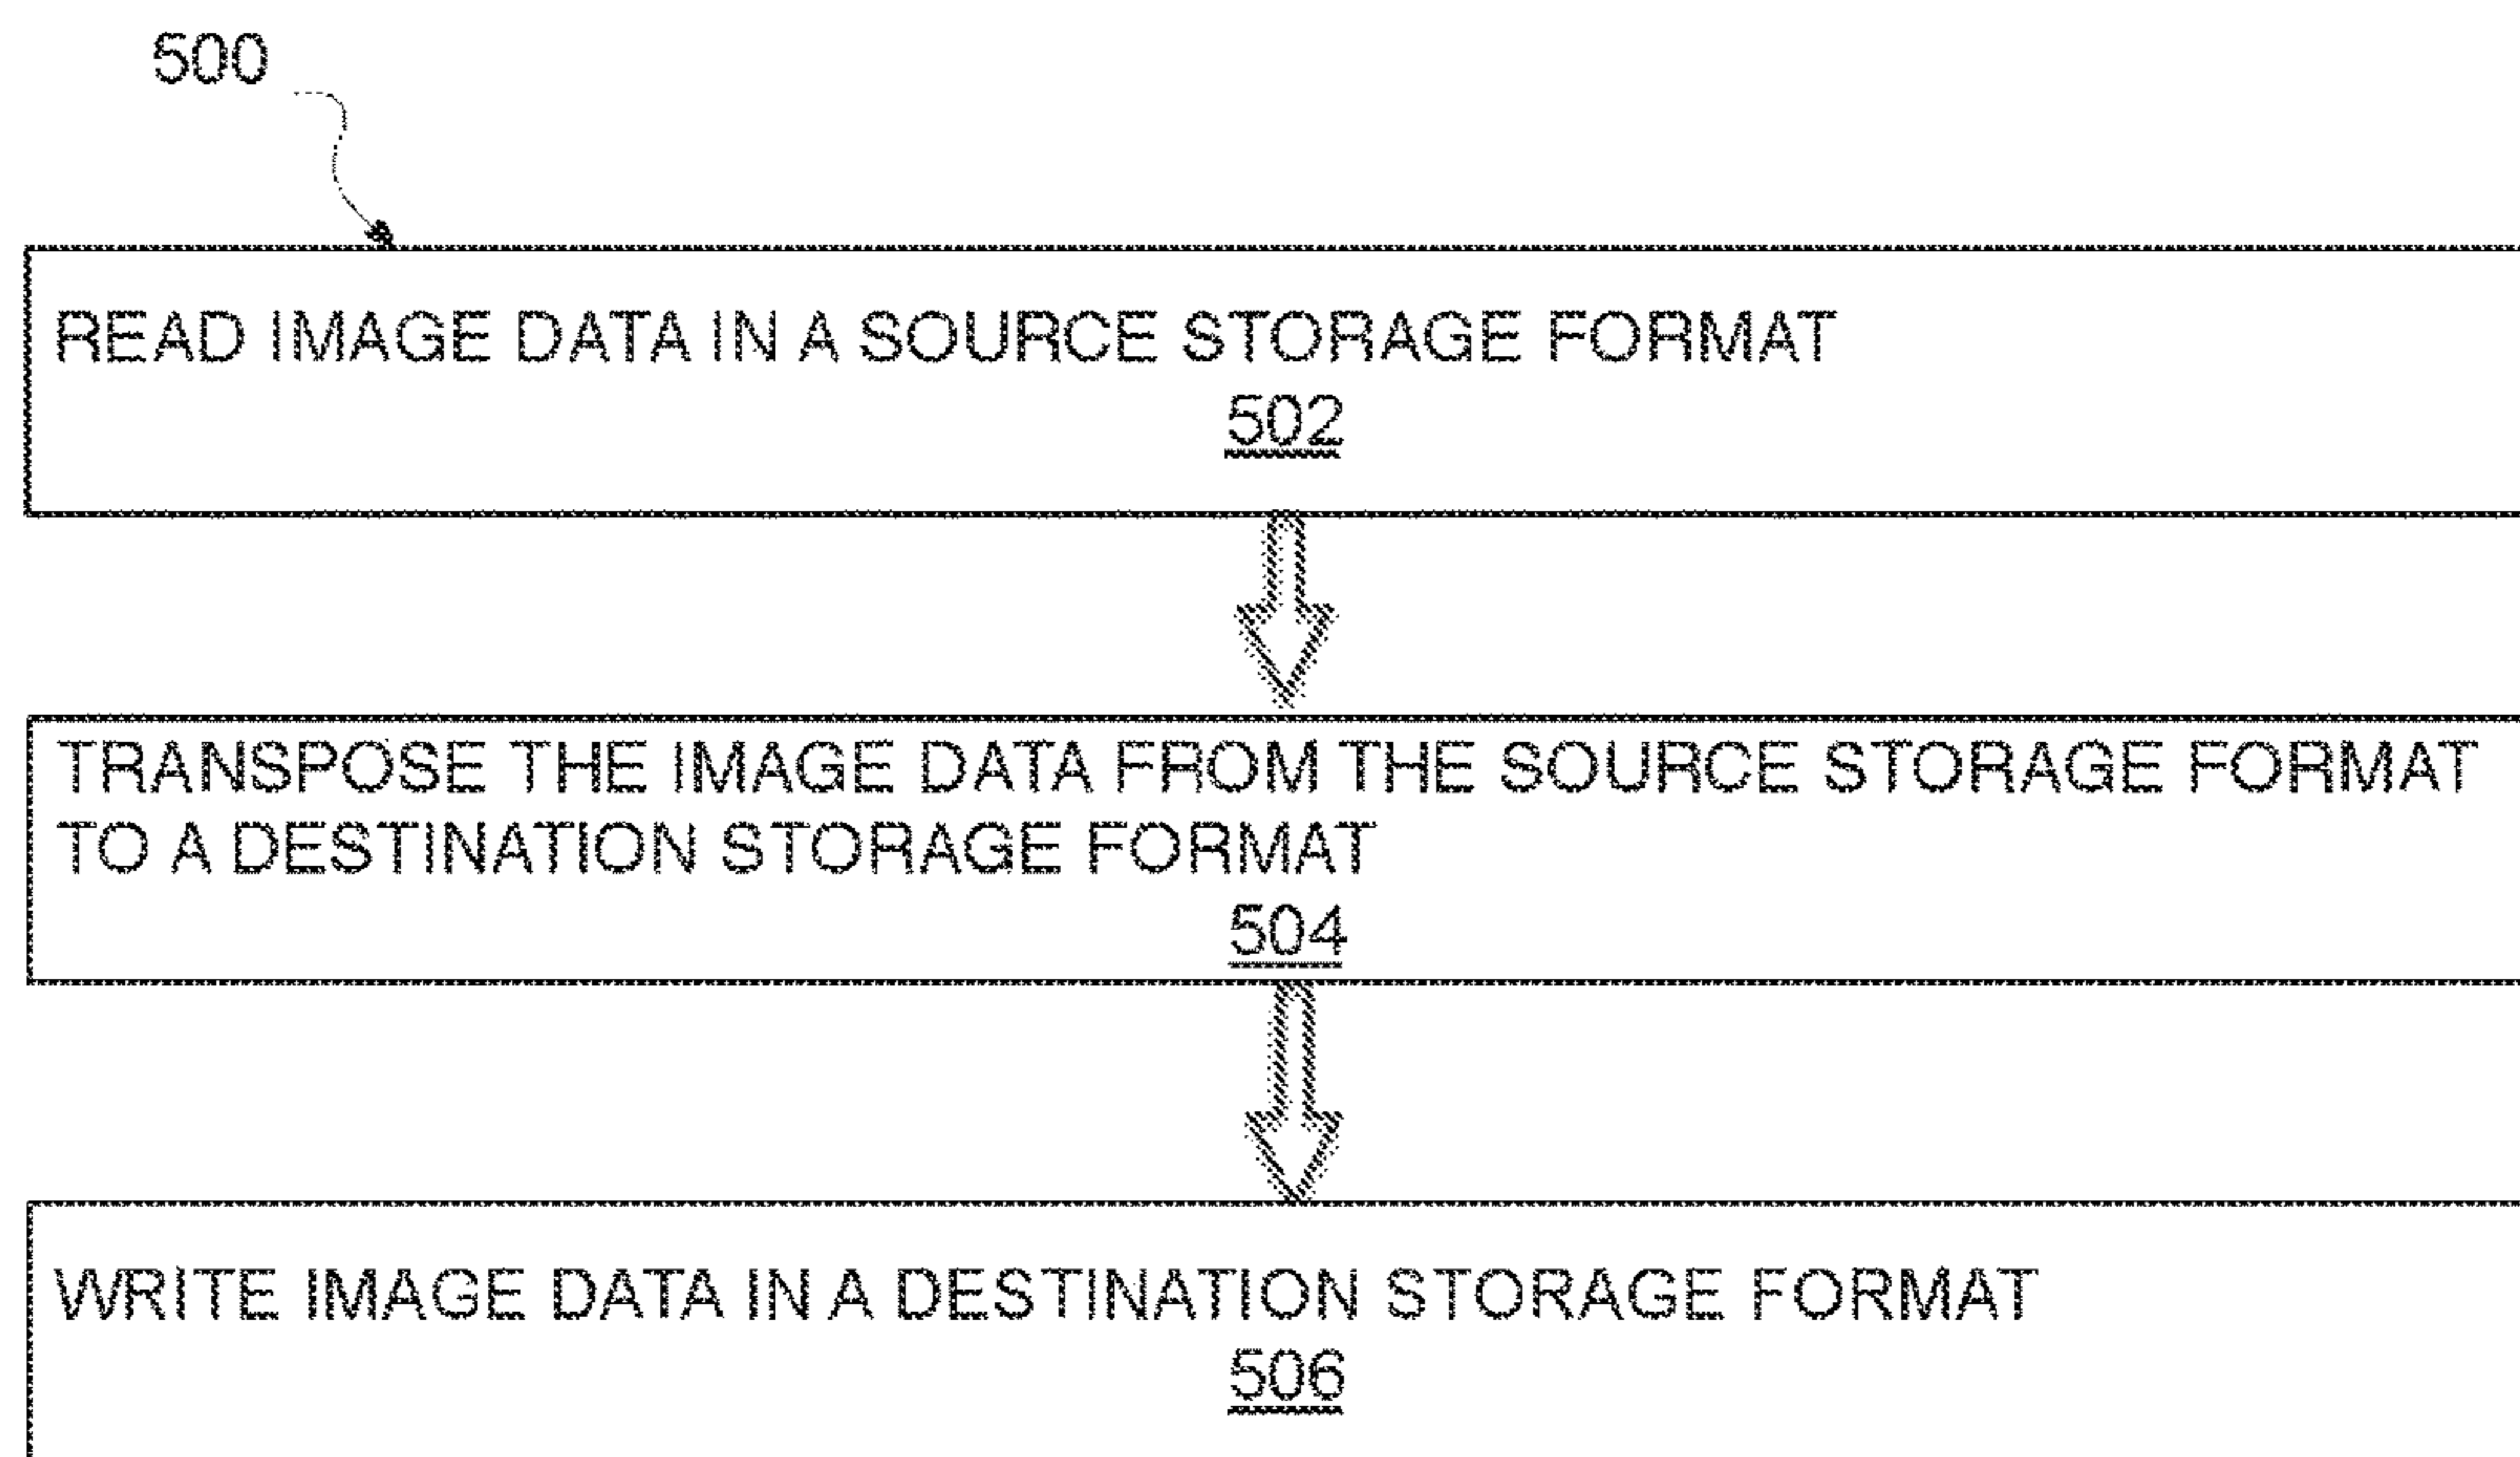 500
READ IMAGE DATA IN A SOURCE STORAGE FORMAT
502
TRANSPOSE THE IMAGE DATA FROM THE SOURCE STORAGE FORMAT
TO A DESTINATION STORAGE FORMAT
504
WRITE IMAGE DATA IN A DESTINATION STORAGE FORMAT
506